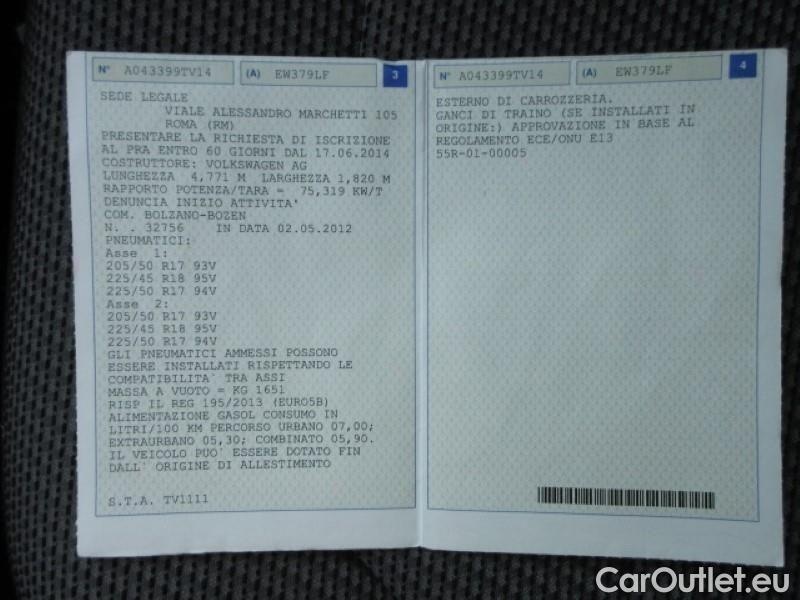 N° A043399TV14 (A) EW379LF 3
SEDE LEGALE
VIALE ALESSANDRO MARCHETTI 105
ROMA (RM)
PRESENTARE LA RICHIESTA DI ISCRIZIONE
AL PRA ENTRO 60 GIORNI DAL 17.06.2014
COSTRUTTORE: VOLKSWAGEN AG
LUNGHEZZA 4,771 M LARGHEZZA 1,820 M
RAPPORTO POTENZA/TARA = 75,319 KW/T
DENUNCIA INIZIO ATTIVITA'
COM. BOLZANO-BOZEN
N. . 32756 IN DATA 02.05.2012
PNEUMATICI:
Asse 1:
205/50 R17 93V
225/45 R18 95V
225/50 R17 94V
Asse 2:
205/50 R17 93V
225/45 R18 95V
225/50 R17 94V
GLI PNEUMATICI AMMESSI POSSONO
ESSERE INSTALLATI RISPETTANDO LE
COMPATIBILITA` TRA ASSI
MASSA A VUOTO = KG 1651
RISP IL REG 195/2013 (EURO5B)
ALIMENTAZIONE GASOL CONSUMO IN
LITRI/100 KM PERCORSO URBANO 07,00;
EXTRAURBANO 05,30; COMBINATO 05,90.
IL VEICOLO PUO` ESSERE DOTATO FIN
DALL` ORIGINE DI ALLESTIMENTO
S.T.A. TV1111
N° A043399TV14 (A) EW379LF 4
ESTERNO DI CARROZZERIA.
GANCI DI TRAINO (SE INSTALLATI IN
ORIGINE:) APPROVAZIONE IN BASE AL
REGOLAMENTO ECE/ONU E13
55R-01-00005
CarOutlet.eu